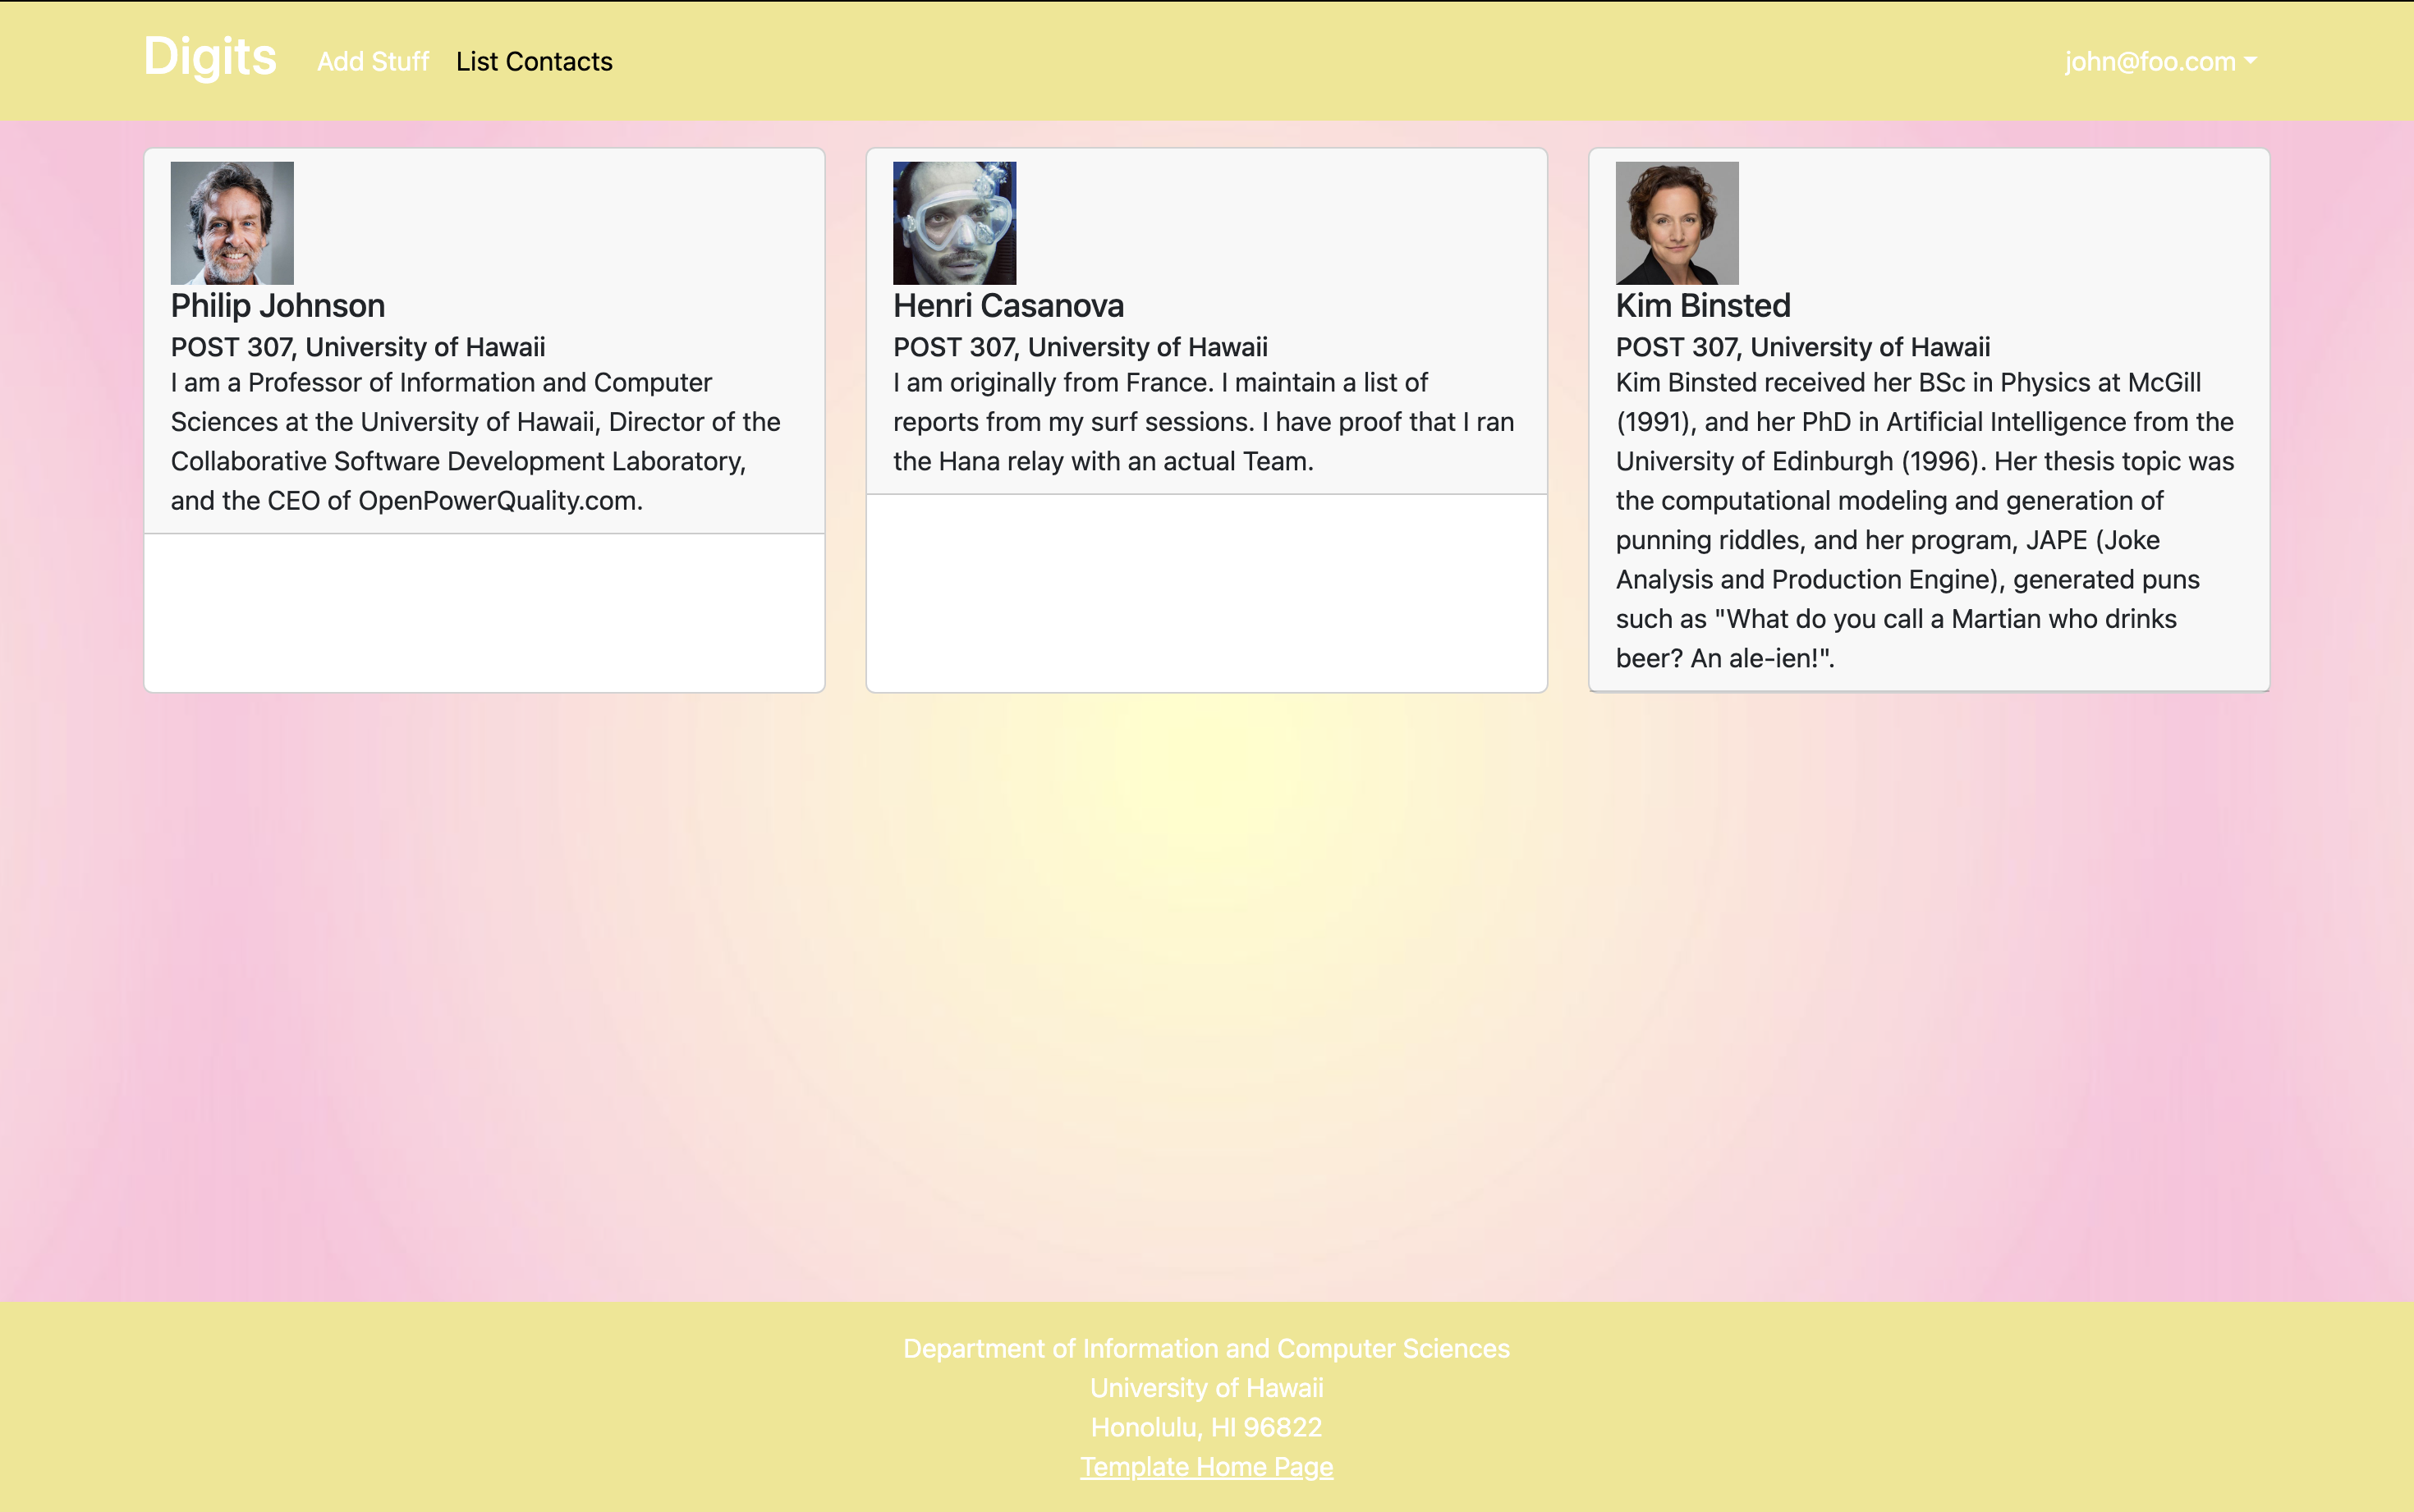 Digits
Add Stuff
List Contacts
john@foo.com
Philip Johnson
POST 307, University of Hawaii
I am a Professor of Information and Computer
Sciences at the University of Hawaii, Director of the
Collaborative Software Development Laboratory,
and the CEO of OpenPowerQuality.com.
Henri Casanova
POST 307, University of Hawaii
I am originally from France. I maintain a list of
reports from my surf sessions. I have proof that I ran
the Hana relay with an actual Team.
Kim Binsted
POST 307, University of Hawaii
Kim Binsted received her BSc in Physics at McGill
(1991), and her PhD in Artificial Intelligence from the
University of Edinburgh (1996). Her thesis topic was
the computational modeling and generation of
punning riddles, and her program, JAPE (Joke
Analysis and Production Engine), generated puns
such as "What do you call a Martian who drinks
beer? An ale-ien!".
Department of Information and Computer Sciences
University of Hawaii
Honolulu, HI 96822
Template Home Page